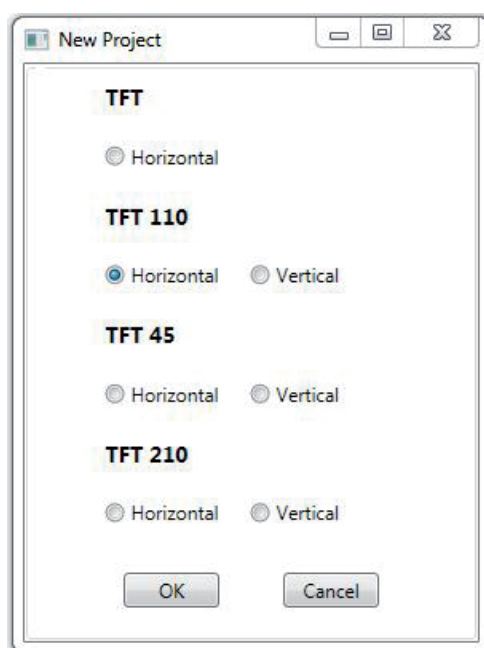 New Project
TFT
Horizontal
TFT 110
Horizontal Vertical
TFT 45
Horizontal Vertical
TFT 210
Horizontal Vertical
OK Cancel